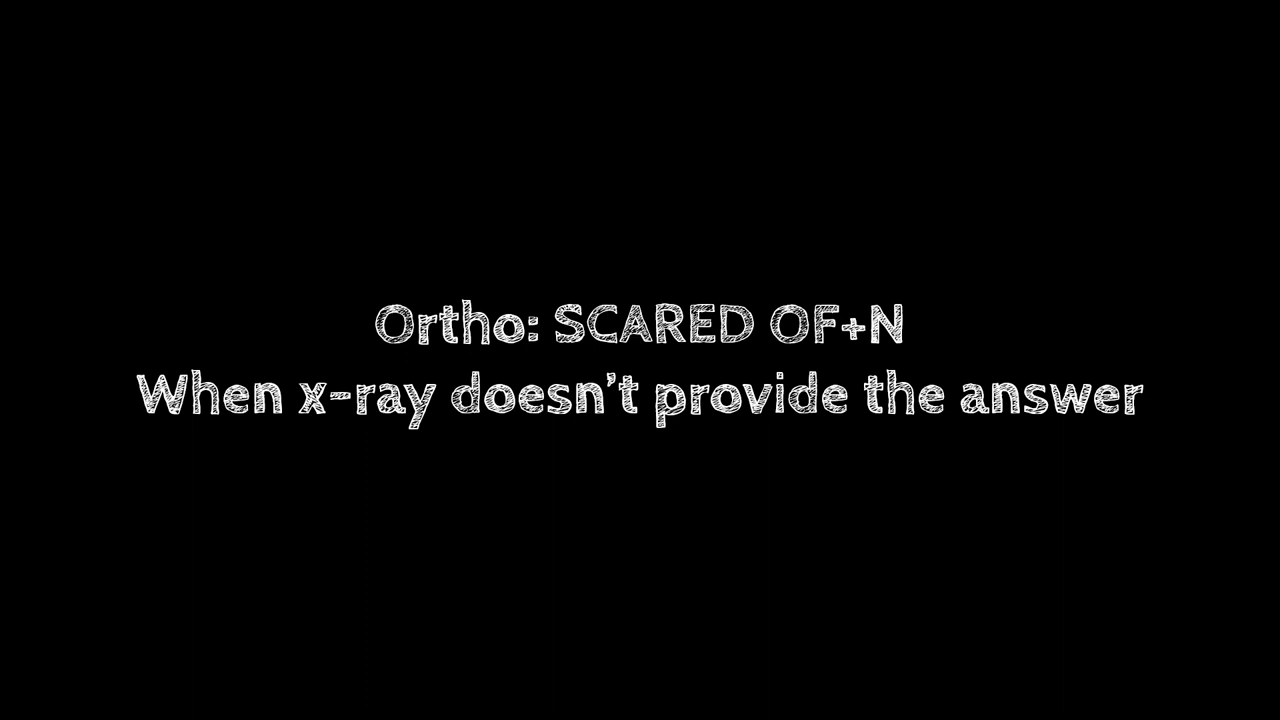 Ortho: SCARED OF+N
When x-ray doesn’t provide the answer